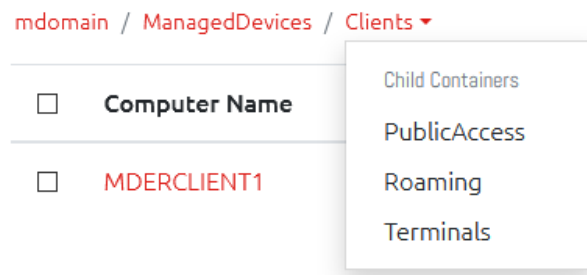 mdomain / ManagedDevices / Clients
Child Containers
Computer Name
PublicAccess
MDERCLIENT1
Roaming
Terminals